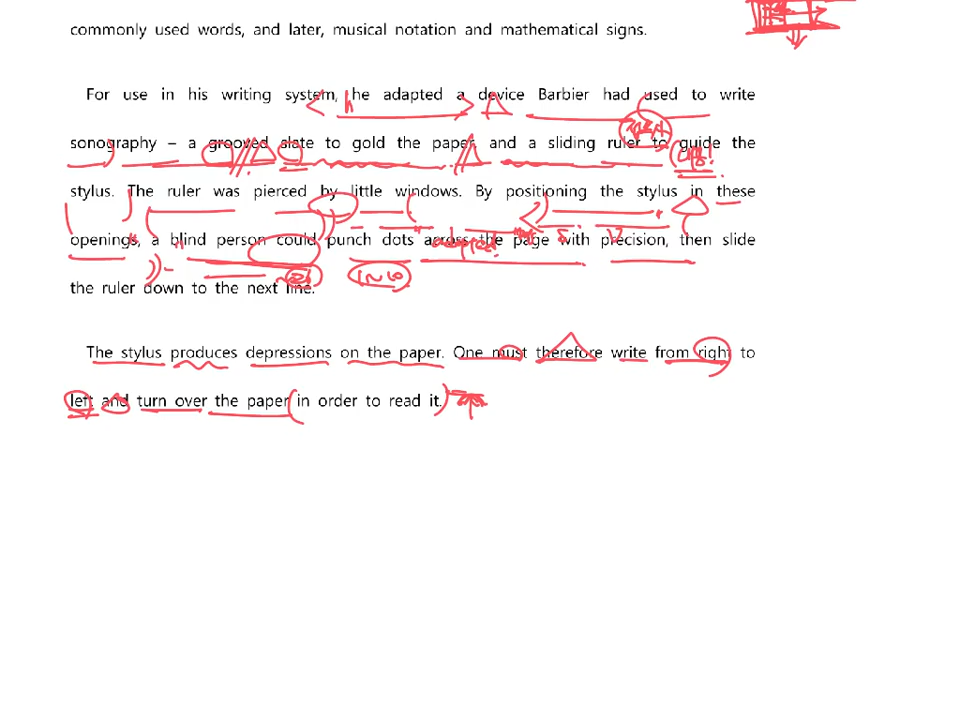 commonly used words, and later, musical notation and mathematical signs.
For use in his writing system, he adapted a device Barbier had used to write
sonography – a grooved slate to gold the paper, and a sliding ruler to guide the
stylus. The ruler was pierced by little windows. By positioning the stylus in these
openings, a blind person could punch dots across the page with precision, then slide
adapted!
the ruler down to the next line.
The stylus produces depressions on the paper. One must therefore write from right to
left and turn over the paper in order to read it.